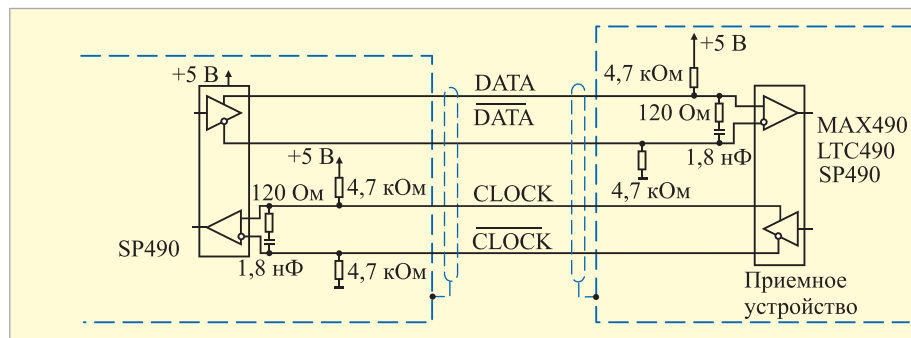 +5 В
4,7 кОм
+5 В
DATA
DATA
120 Ом
1,8 нФ
MAX490
LTC490
SP490
+5 В
4,7 кОм
4,7 кОм
120 Ом
CLOCK
SP490
CLOCK
1,8 нФ
4,7 кОм
Приемное
устройство